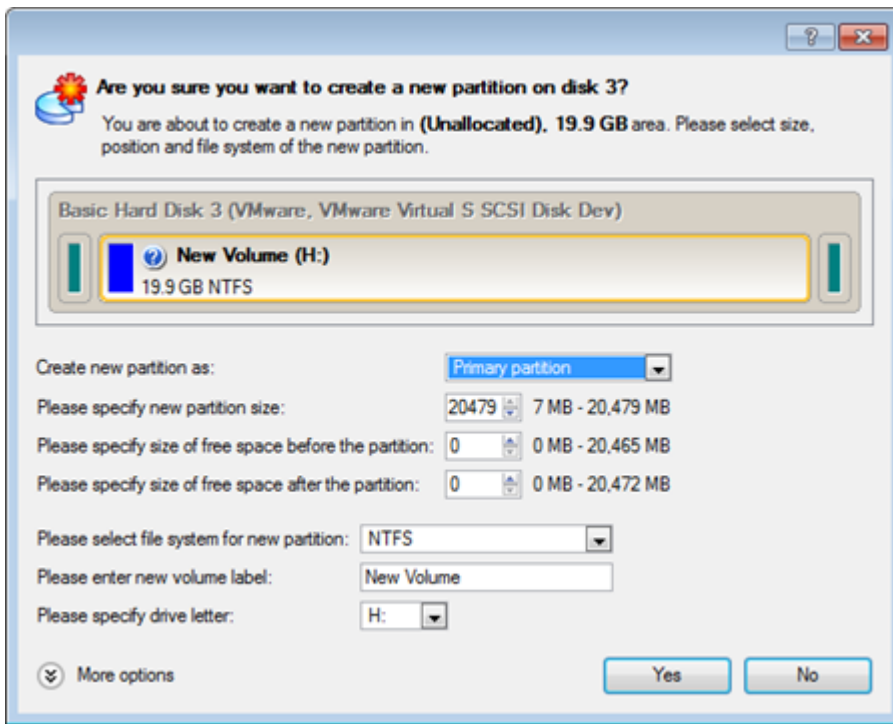 Are you sure you want to create a new partition on disk 3?
You are about to create a new partition in (Unallocated), 19.9 GB area. Please select size,
position and file system of the new partition.
Basic Hard Disk 3 (VMware, VMware Virtual S SCSI Disk Dev)
New Volume (H:)
19.9 GB NTFS
Create new partition as: Primary partition
Please specify new partition size: 20479 7 MB - 20,479 MB
Please specify size of free space before the partition: 0 0 MB - 20,465 MB
Please specify size of free space after the partition: 0 0 MB - 20,472 MB
Please select file system for new partition: NTFS
Please enter new volume label: New Volume
Please specify drive letter: H:
More options Yes No